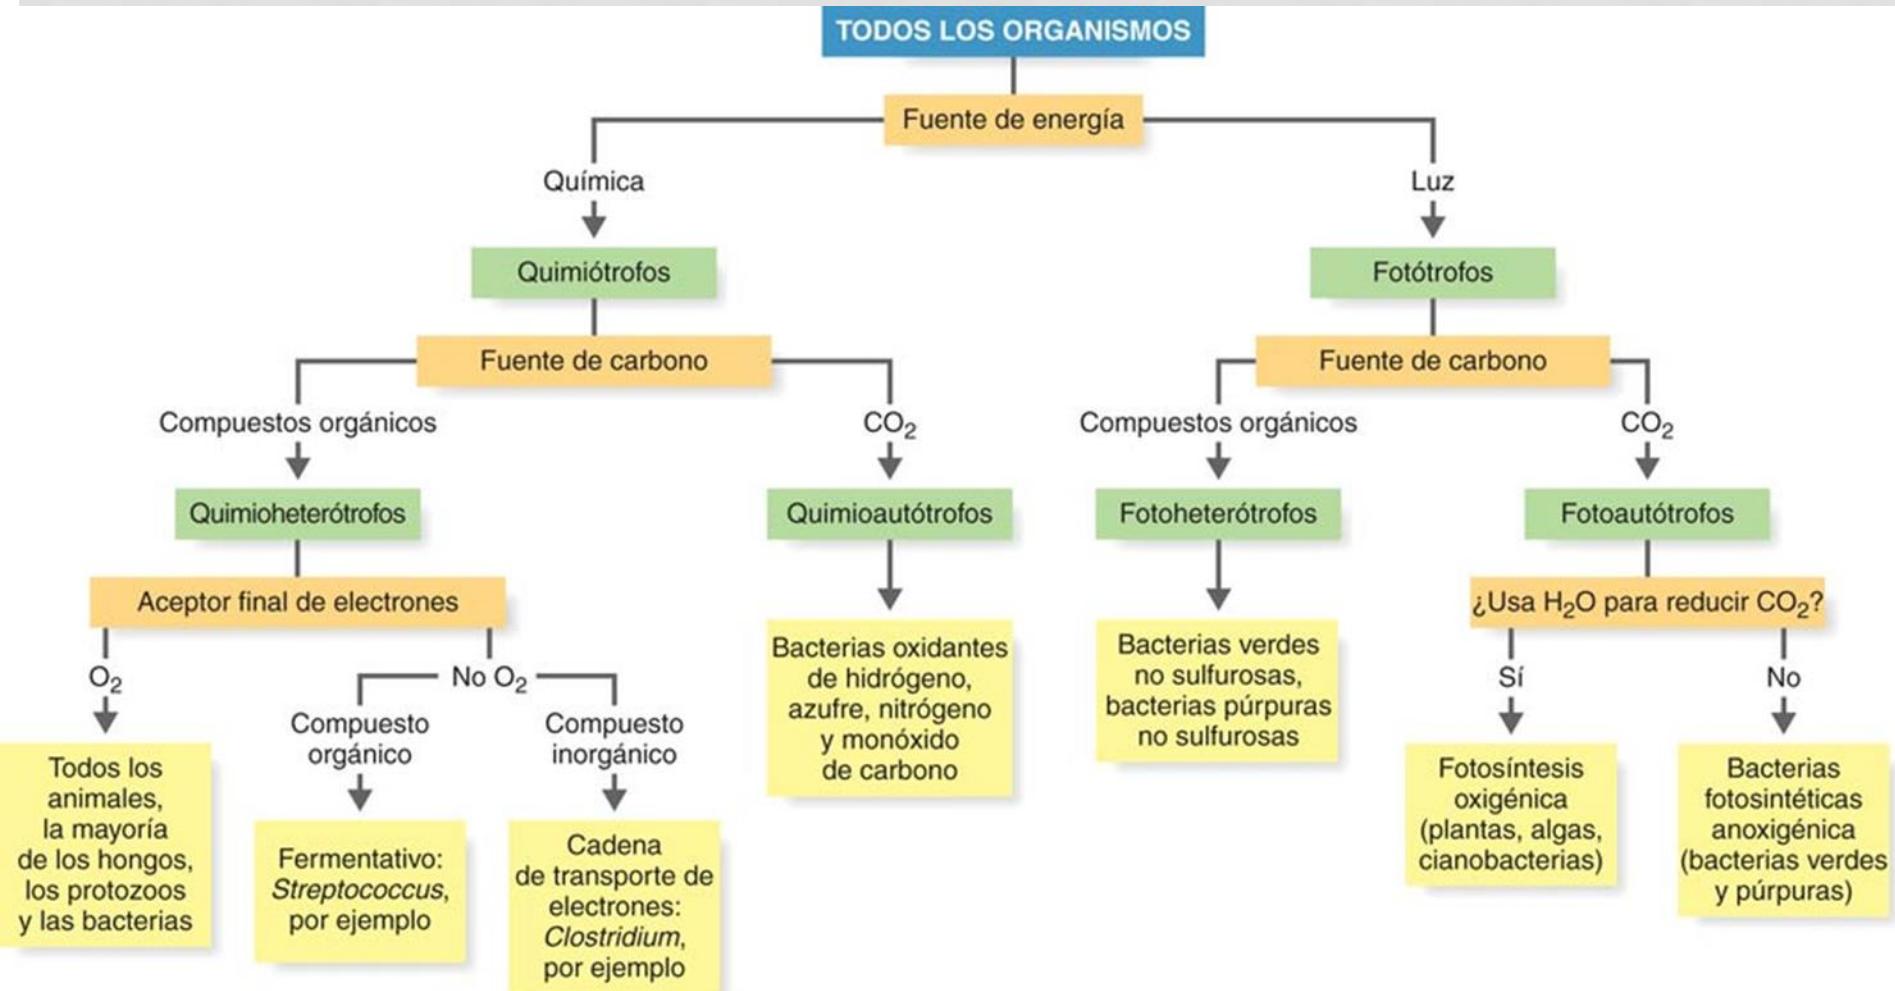 TODOS LOS ORGANISMOS
Fuente de energía
Química
Luz
Quimiótrofos
Fotótrofos
Fuente de carbono
Fuente de carbono
Compuestos orgánicos
CO₂
Compuestos orgánicos
CO₂
Quimioheterótrofos
Quimioautótrofos
Fotoheterótrofos
Fotoautótrofos
Aceptor final de electrones
¿Usa H₂O para reducir CO₂?
O₂
No O₂
Sí
No
Compuesto
orgánico
Compuesto
inorgánico
Bacterias oxidantes
de hidrógeno,
azufre, nitrógeno
y monóxido
de carbono
Bacterias verdes
no sulfurosas,
bacterias púrpuras
no sulfurosas
Todos los
animales,
la mayoría
de los hongos,
los protozoos
y las bacterias
Fermentativo:
Streptococcus,
por ejemplo
Cadena
de transporte de
electrones:
Clostridium,
por ejemplo
Fotosíntesis
oxigénica
(plantas, algas,
cianobacterias)
Bacterias
fotosintéticas
anoxigénica
(bacterias verdes
y púrpuras)